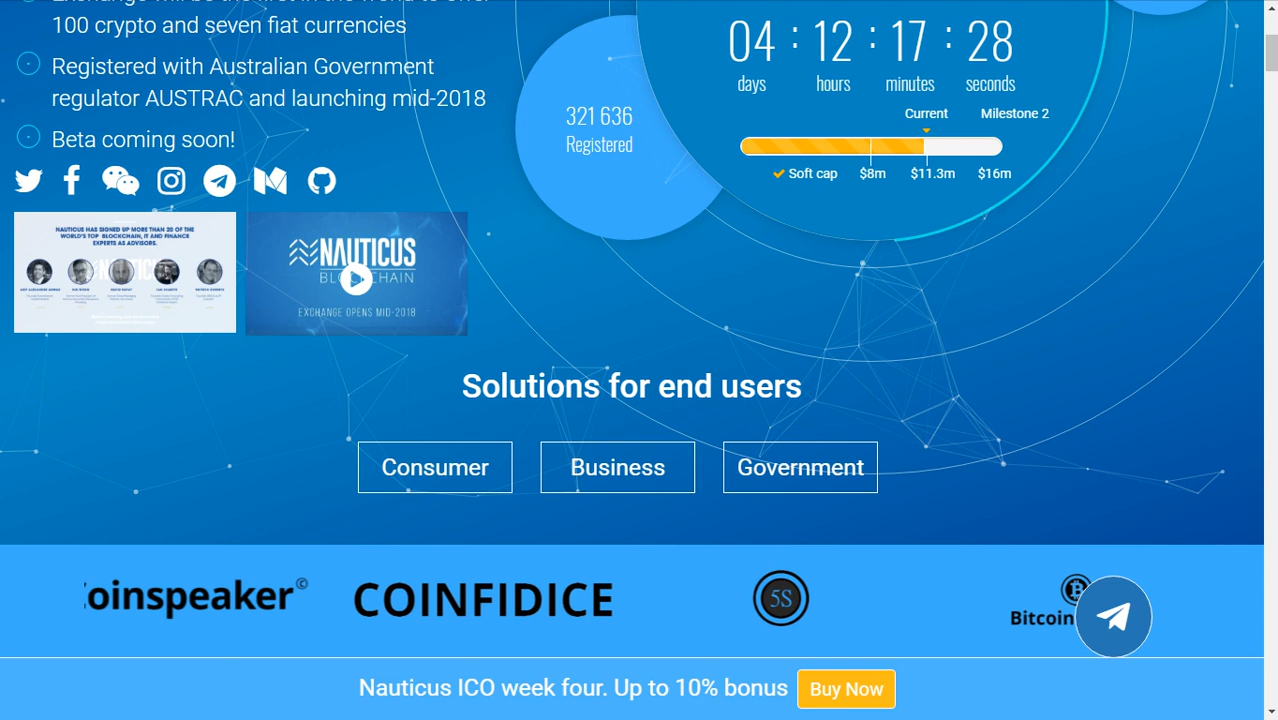 100 crypto and seven fiat currencies
Registered with Australian Government
regulator AUSTRAC and launching mid-2018
Beta coming soon!
04 : 12 : 17 : 28
days hours minutes seconds
321 636
Registered
Current Milestone 2
Soft cap $8m $11.3m $16m
NAUTICUS HAS SIGNED UP MORE THAN 20 OF THE
WORLD'S TOP BLOCKCHAIN, IT AND FINANCE
EXPERTS AS ADVISORS.
NAUTICUS
EXCHANGE OPENS MID-2018
Solutions for end users
Consumer Business Government
oinspeaker©
COINFIDICE
5S
Bitcoin
Nauticus ICO week four. Up to 10% bonus Buy Now